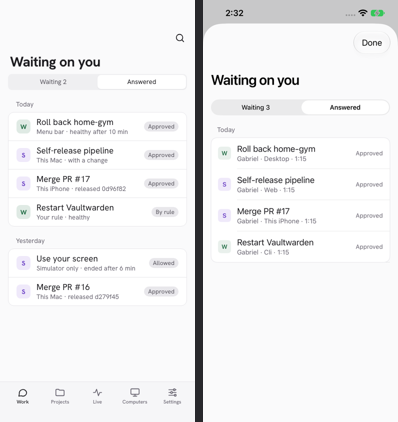 Waiting on you
Waiting 2
Answered
Today
W
Roll back home-gym
Menu bar · healthy after 10 min
Approved
S
Self-release pipeline
This Mac · with a change
Approved
S
Merge PR #17
This iPhone · released 0d96f82
Approved
W
Restart Vaultwarden
Your rule · healthy
By rule
Yesterday
S
Use your screen
Simulator only · ended after 6 min
Allowed
S
Merge PR #16
This Mac · released d279f45
Approved
Work
Projects
Live
Computers
Settings
2:32
Done
Waiting on you
Waiting 3
Answered
Today
W
Roll back home-gym
Gabriel · Desktop · 1:15
Approved
S
Self-release pipeline
Gabriel · Web · 1:15
Approved
S
Merge PR #17
Gabriel · This iPhone · 1:15
Approved
W
Restart Vaultwarden
Gabriel · Cli · 1:15
Approved